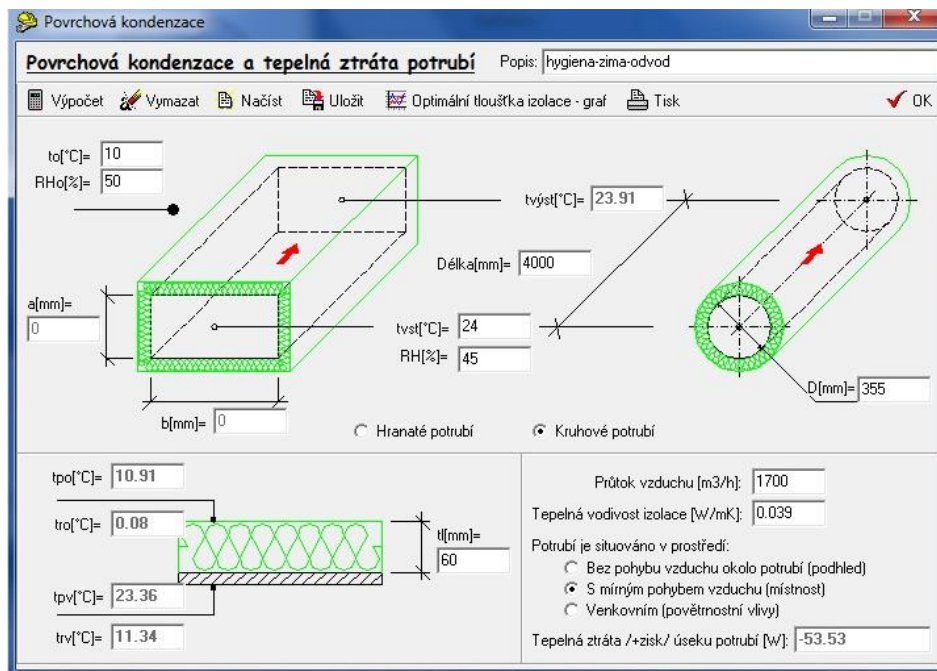 Povrchová kondenzace
Povrchová kondenzace a tepelná ztráta potrubí Popis: hygiena-zima-odvod
Výpočet Vymazat Načíst Uložit Optimální tloušťka izolace - graf Tisk OK
to[°C]= 10
RHo[%]= 50
tvýst[°C]= 23.91
Délka[mm]= 4000
a[mm]=
0
tvst[°C]= 24
RH[%]= 45
D[mm]= 355
b[mm]= 0
Hranaté potrubí Kruhové potrubí
tpo[°C]= 10.91
tro[°C]= 0.08
tl[mm]=
60
tpv[°C]= 23.36
trv[°C]= 11.34
Průtok vzduchu [m3/h]: 1700
Tepelná vodivost izolace [W/mK]: 0.039
Potrubí je situováno v prostředí:
Bez pohybu vzduchu okolo potrubí (podhled)
S mírným pohybem vzduchu (místnost)
Venkovním (povětrnostní vlivy)
Tepelná ztráta /+zisk/ úseku potrubí [W]: -53.53